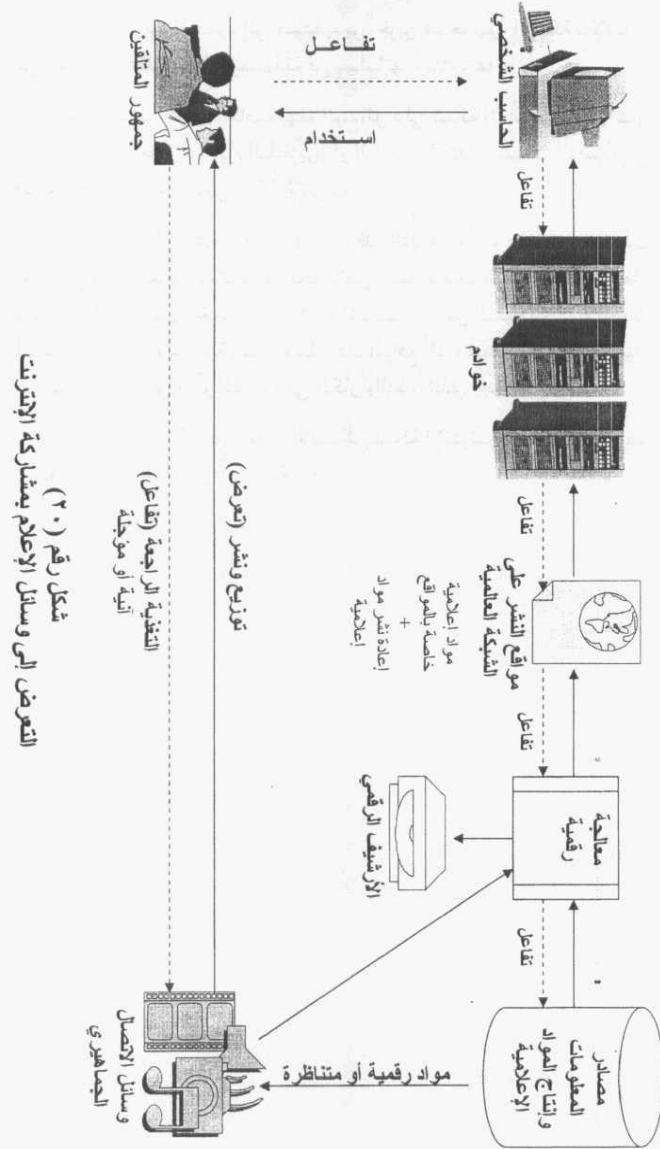 مصادر
المعلومات
وإنتاج المواد
الإعلامية
تفاعل
معالجة
رقمية
تفاعل
مواقع النشر على
الشبكة العالمية
مواد إعلامية
خاصة بالمواقع
+
إعادة نشر مواد
إعلامية
تفاعل
خوادم
تفاعل
الحاسب الشخصي
الأرشيف الرقمي
مواد رقمية أو متناظرة
تفاعل
استخدام
وسائل الاتصال
الجماهيري
توزيع ونشر (تعرض)
التغذية الراجعة (تفاعل)
آنية أو مؤجلة
جمهور المتلقين
شكل رقم (٢٠)
التعرض إلى وسائل الإعلام بمشاركة الإنترنت